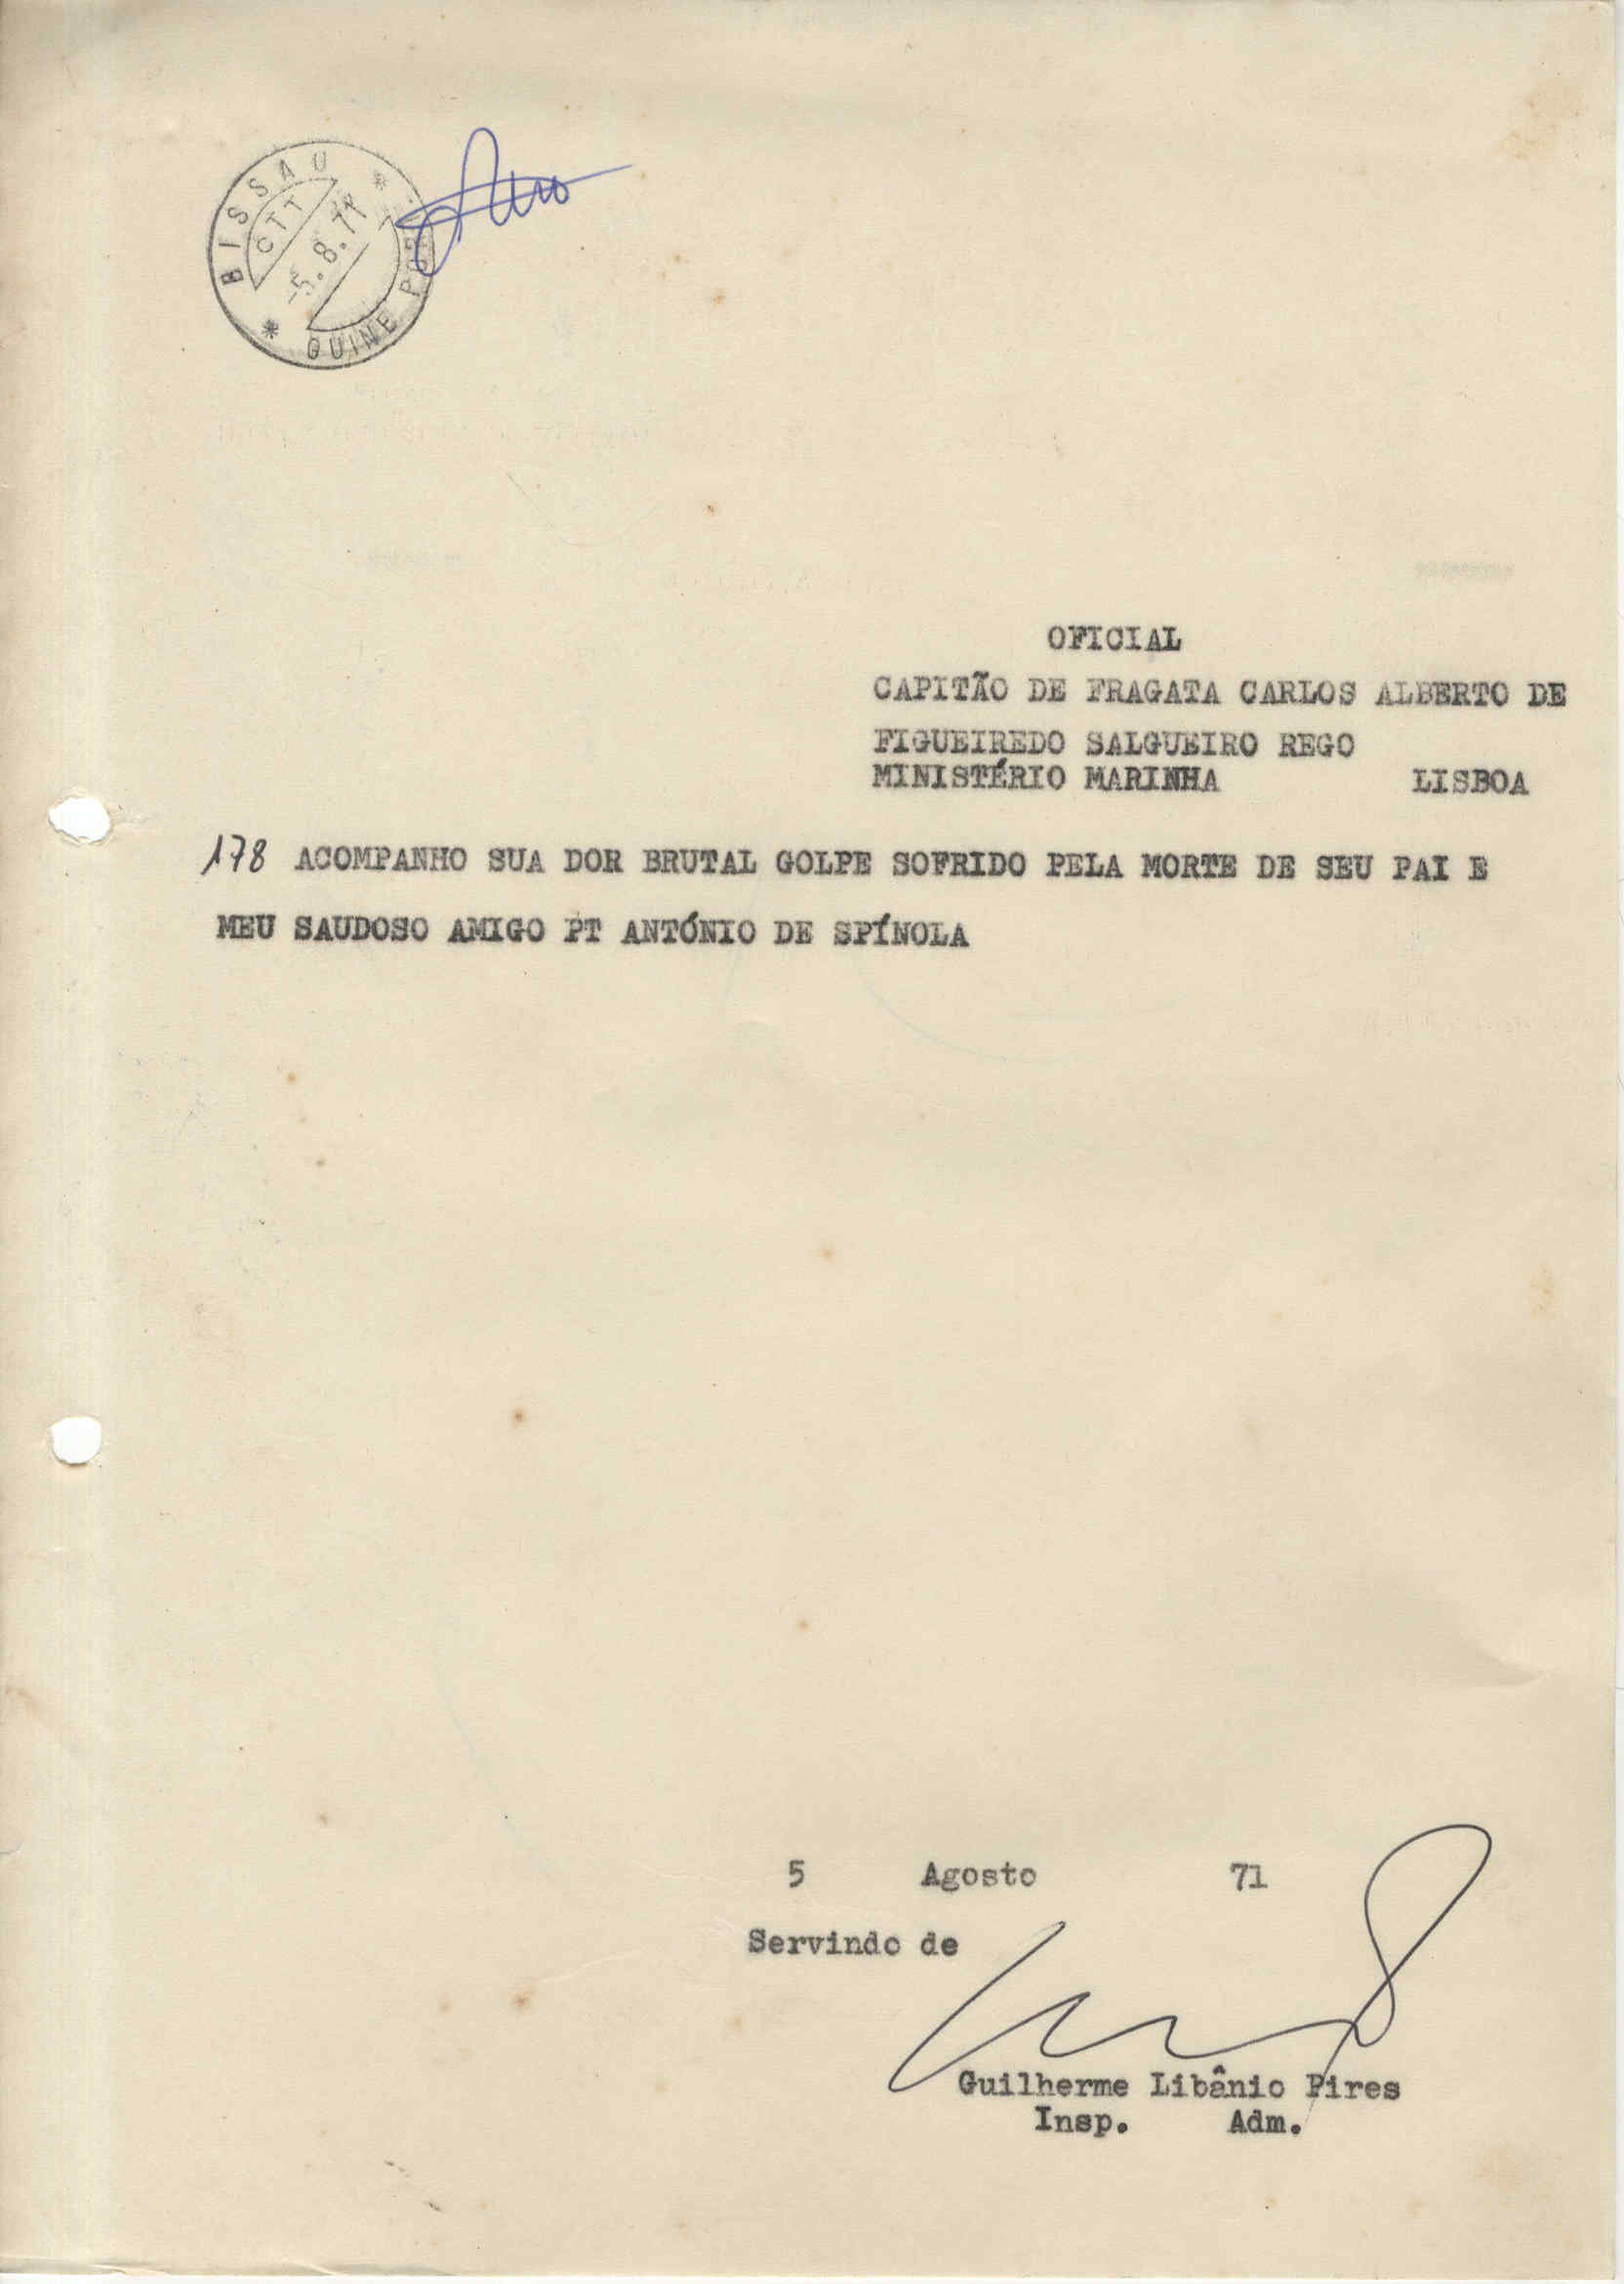 BISSAU
CTT
-5.8.71
GUINE PORT.
OFICIAL
CAPITÃO DE FRAGATA CARLOS ALBERTO DE
FIGUEIREDO SALGUEIRO REGO
MINISTÉRIO MARINHA LISBOA
178 ACOMPANHO SUA DOR BRUTAL GOLPE SOFRIDO PELA MORTE DE SEU PAI E
MEU SAUDOSO AMIGO PT ANTÓNIO DE SPÍNOLA
5 Agosto 71
Servindo de
Guilherme Libânio Pires
Insp. Adm.